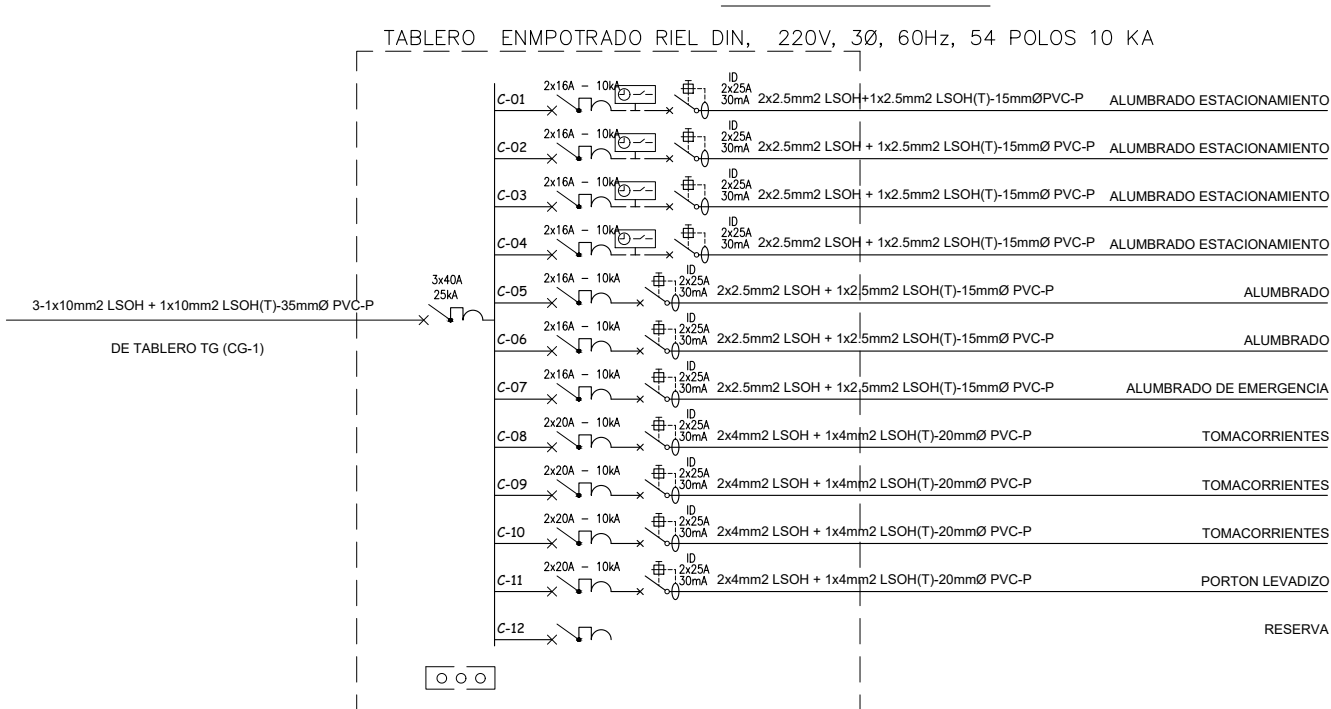 TABLERO ENMPOTRADO RIEL DIN, 220V, 3Ø, 60Hz, 54 POLOS 10 KA
C-01 2x16A - 10kA ID 2x25A 30mA 2x2.5mm2 LSOH+1x2.5mm2 LSOH(T)-15mmØPVC-P ALUMBRADO ESTACIONAMIENTO
C-02 2x16A - 10kA ID 2x25A 30mA 2x2.5mm2 LSOH + 1x2.5mm2 LSOH(T)-15mmØ PVC-P ALUMBRADO ESTACIONAMIENTO
C-03 2x16A - 10kA ID 2x25A 30mA 2x2.5mm2 LSOH + 1x2.5mm2 LSOH(T)-15mmØ PVC-P ALUMBRADO ESTACIONAMIENTO
C-04 2x16A - 10kA ID 2x25A 30mA 2x2.5mm2 LSOH + 1x2.5mm2 LSOH(T)-15mmØ PVC-P ALUMBRADO ESTACIONAMIENTO
C-05 2x16A - 10kA ID 2x25A 30mA 2x2.5mm2 LSOH + 1x2.5mm2 LSOH(T)-15mmØ PVC-P ALUMBRADO
3x40A
25kA
3-1x10mm2 LSOH + 1x10mm2 LSOH(T)-35mmØ PVC-P
DE TABLERO TG (CG-1)
C-06 2x16A - 10kA ID 2x25A 30mA 2x2.5mm2 LSOH + 1x2.5mm2 LSOH(T)-15mmØ PVC-P ALUMBRADO
C-07 2x16A - 10kA ID 2x25A 30mA 2x2.5mm2 LSOH + 1x2.5mm2 LSOH(T)-15mmØ PVC-P ALUMBRADO DE EMERGENCIA
C-08 2x20A - 10kA ID 2x25A 30mA 2x4mm2 LSOH + 1x4mm2 LSOH(T)-20mmØ PVC-P TOMACORRIENTES
C-09 2x20A - 10kA ID 2x25A 30mA 2x4mm2 LSOH + 1x4mm2 LSOH(T)-20mmØ PVC-P TOMACORRIENTES
C-10 2x20A - 10kA ID 2x25A 30mA 2x4mm2 LSOH + 1x4mm2 LSOH(T)-20mmØ PVC-P TOMACORRIENTES
C-11 2x20A - 10kA ID 2x25A 30mA 2x4mm2 LSOH + 1x4mm2 LSOH(T)-20mmØ PVC-P PORTON LEVADIZO
C-12 RESERVA